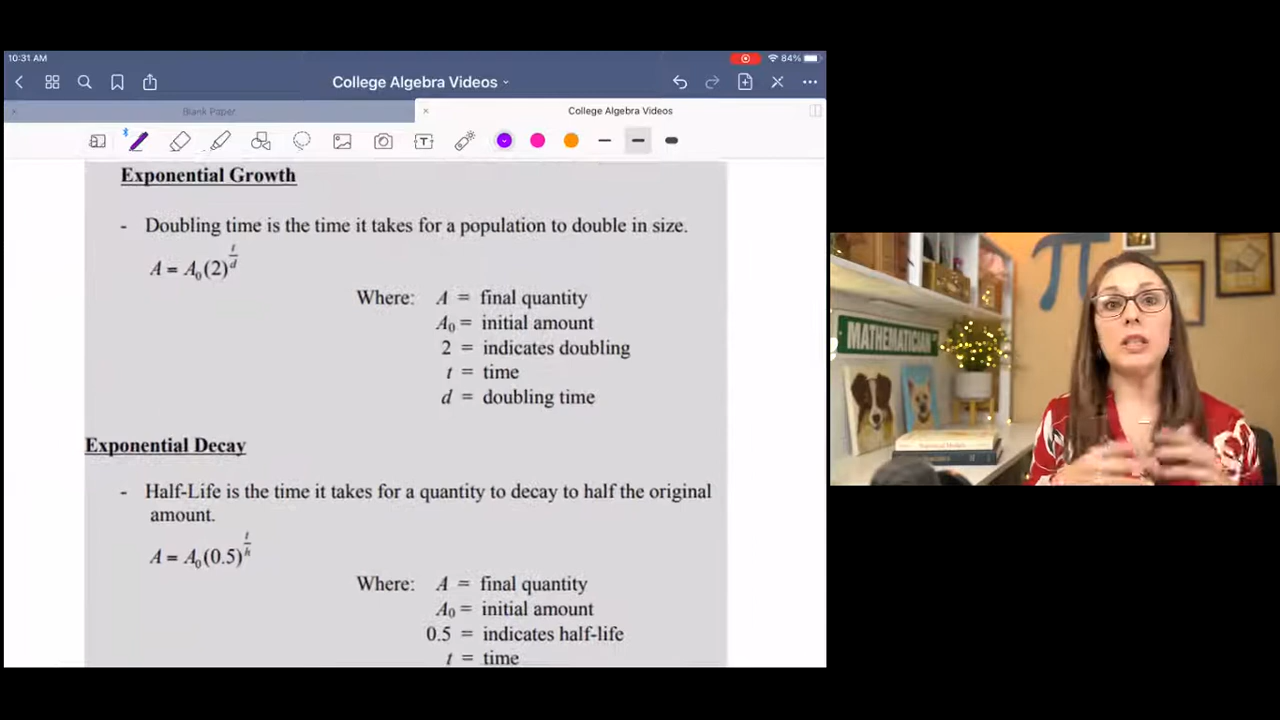 10:31 AM
84%
College Algebra Videos
Blank Paper
College Algebra Videos
Exponential Growth
- Doubling time is the time it takes for a population to double in size.
A = A₀(2)^(t/d)
Where: A = final quantity
A₀ = initial amount
2 = indicates doubling
t = time
d = doubling time
Exponential Decay
- Half-Life is the time it takes for a quantity to decay to half the original
amount.
A = A₀(0.5)^(t/h)
Where: A = final quantity
A₀ = initial amount
0.5 = indicates half-life
t = time
MATHEMATICIAN